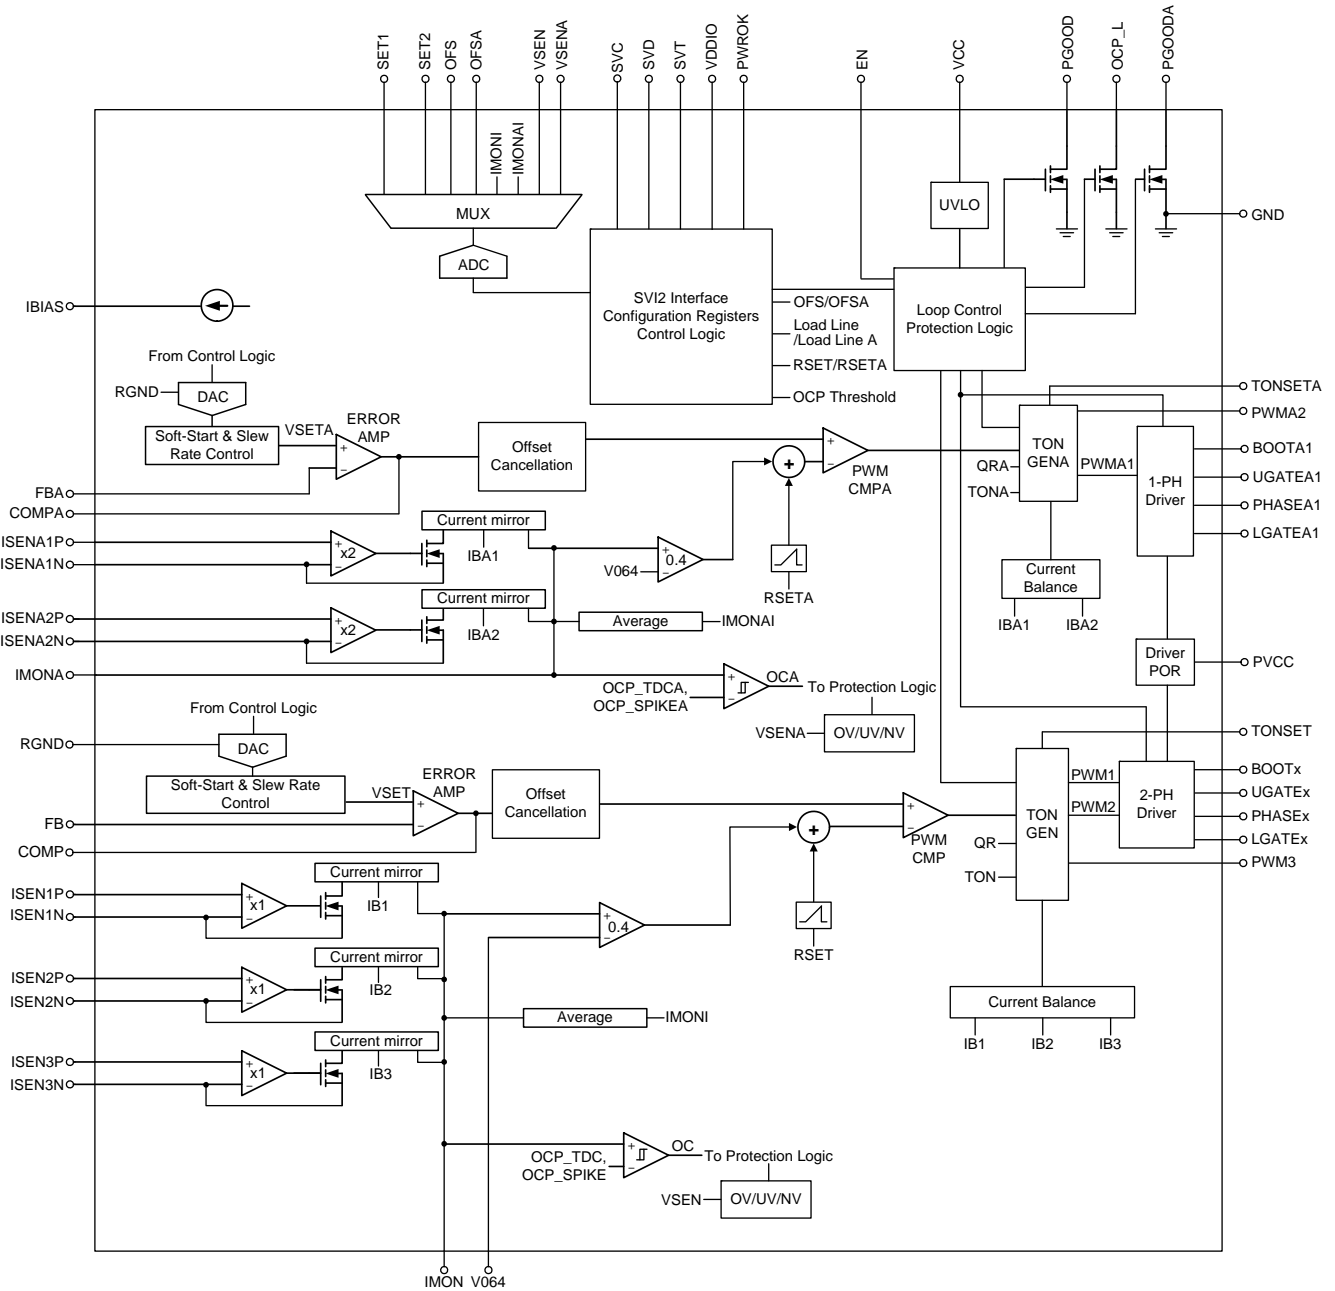 SET1
SET2
OFS
OFSA
VSEN
VSENA
SVC
SVD
SVT
VDDIO
PWROK
EN
VCC
PGOOD
OCP_L
PGOODA
IMONI
IMONAI
MUX
ADC
UVLO
GND
IBIAS
SVI2 Interface
Configuration Registers
Control Logic
OFS/OFSA
Load Line
/Load Line A
RSET/RSETA
OCP Threshold
Loop Control
Protection Logic
From Control Logic
RGND
DAC
Soft-Start & Slew
Rate Control
VSETA
ERROR
AMP
+
−
Offset
Cancellation
+
−
PWM
CMPA
+
TON
GENA
QRA
TONA
PWMA1
1-PH
Driver
TONSETA
PWMA2
BOOTA1
UGATEA1
PHASEA1
LGATEA1
FBA
COMPA
ISENA1P
ISENA1N
+
−
x2
Current mirror
IBA1
V064
+
−
0.4
RSETA
Current
Balance
IBA1
IBA2
ISENA2P
ISENA2N
+
−
x2
Current mirror
IBA2
Average
IMONAI
Driver
POR
PVCC
IMONA
OCP_TDCA,
OCP_SPIKEA
+
−
OCA
To Protection Logic
VSENA
OV/UV/NV
From Control Logic
RGND
DAC
Soft-Start & Slew Rate
Control
VSET
ERROR
AMP
+
−
Offset
Cancellation
+
−
PWM
CMP
+
TON
GEN
QR
TON
PWM1
PWM2
2-PH
Driver
TONSET
BOOTx
UGATEx
PHASEx
LGATEx
PWM3
FB
COMP
ISEN1P
ISEN1N
+
−
x1
Current mirror
IB1
+
−
0.4
RSET
ISEN2P
ISEN2N
+
−
x1
Current mirror
IB2
Average
IMONI
Current Balance
IB1
IB2
IB3
ISEN3P
ISEN3N
+
−
x1
Current mirror
IB3
OCP_TDC,
OCP_SPIKE
+
−
OC
To Protection Logic
VSEN
OV/UV/NV
IMON
V064